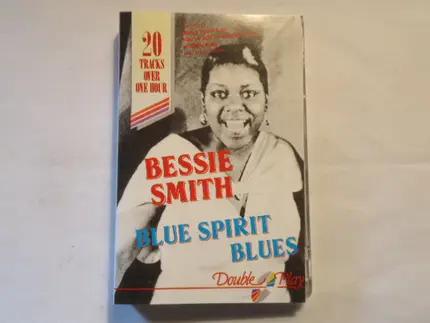 20
TRACKS
OVER
ONE HOUR
BESSIE
SMITH
BLUE SPIRIT
BLUES
Double Play